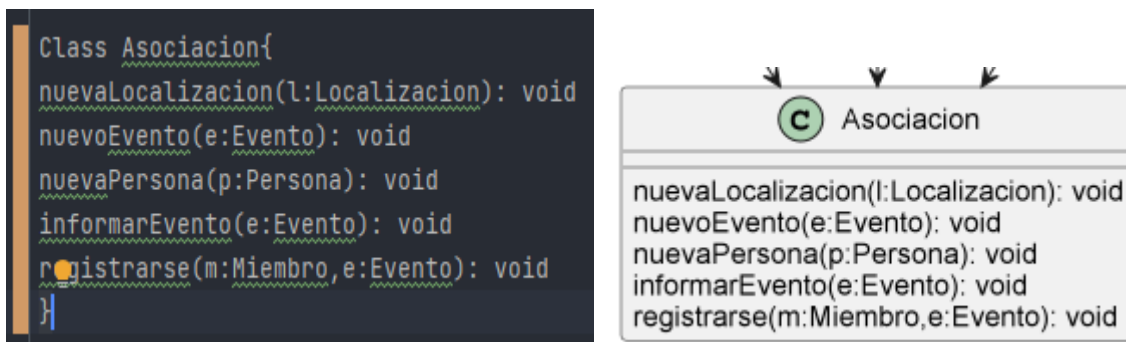 Class Asociacion{
nuevaLocalizacion(l:Localizacion): void
nuevoEvento(e:Evento): void
nuevaPersona(p:Persona): void
informarEvento(e:Evento): void
registrarse(m:Miembro,e:Evento): void
}
C Asociacion
nuevaLocalizacion(l:Localizacion): void
nuevoEvento(e:Evento): void
nuevaPersona(p:Persona): void
informarEvento(e:Evento): void
registrarse(m:Miembro,e:Evento): void